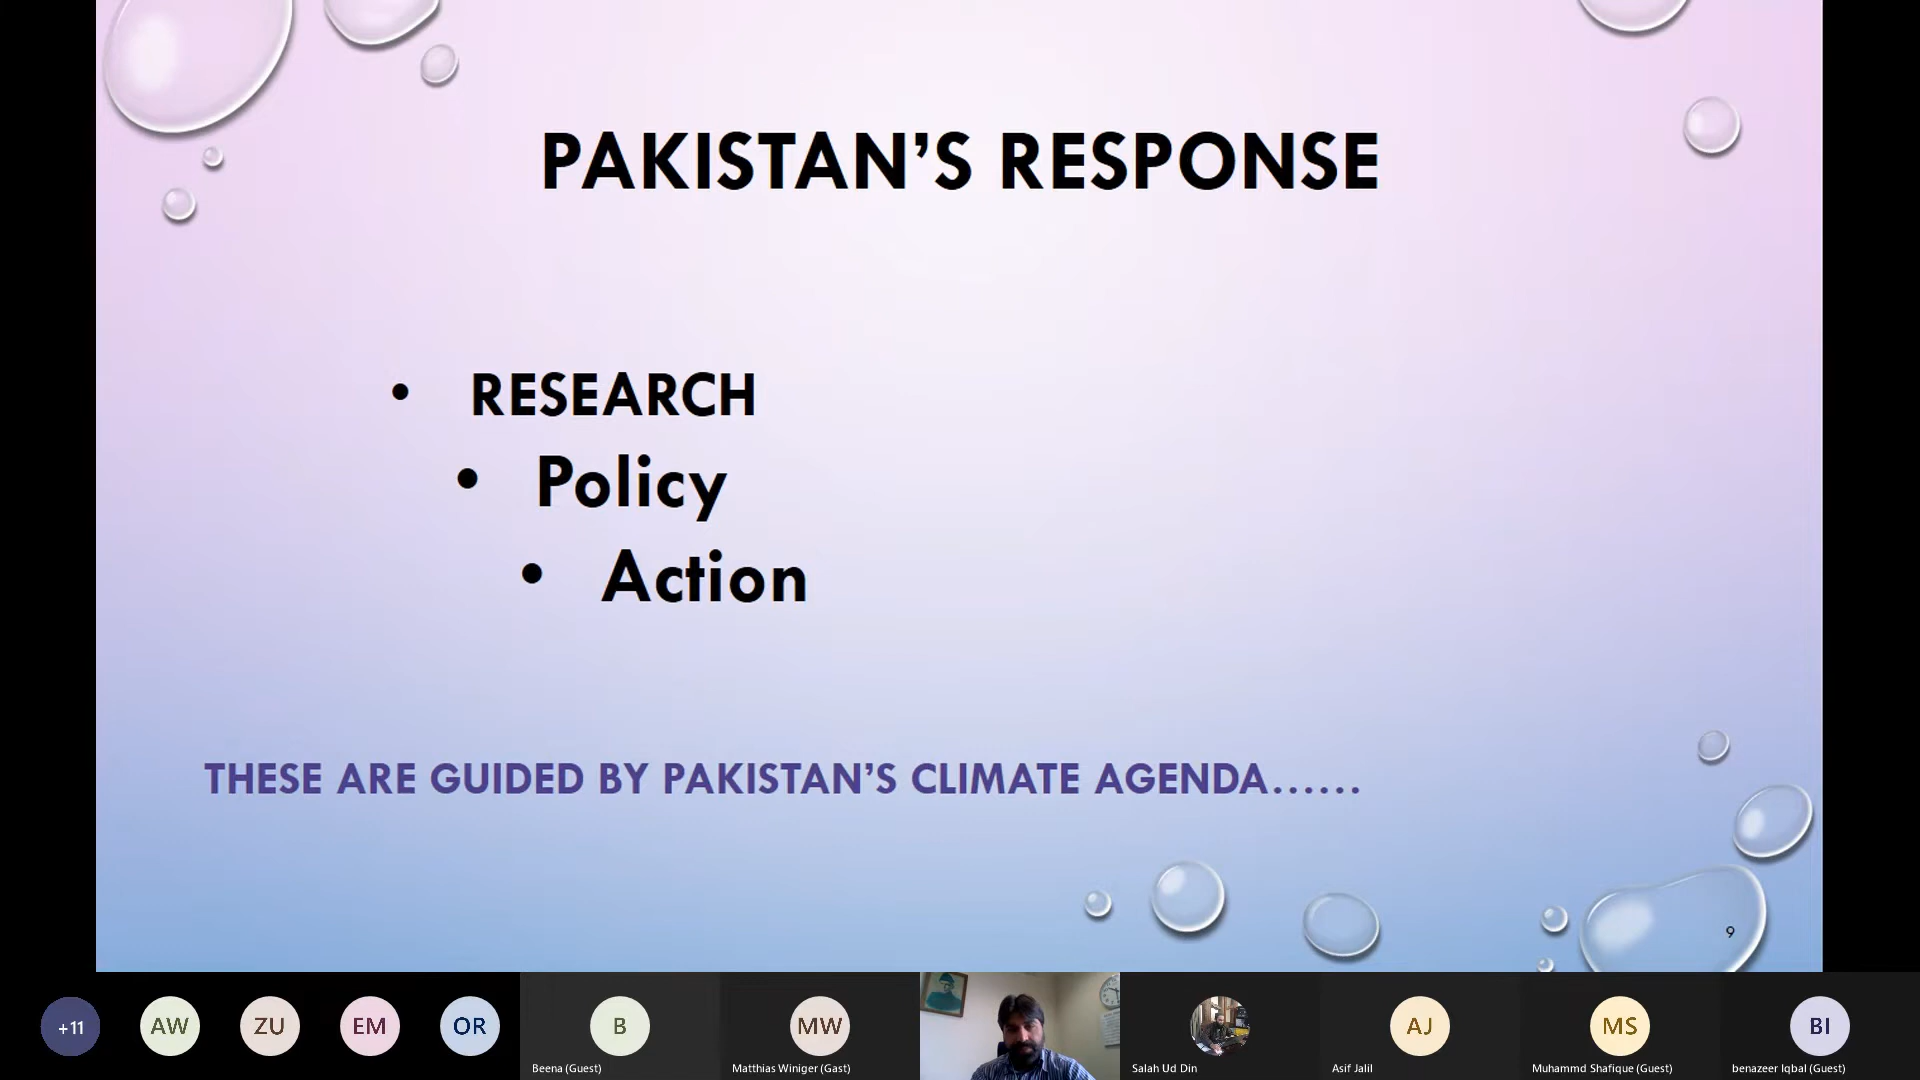 PAKISTAN'S RESPONSE
• RESEARCH
• Policy
• Action
THESE ARE GUIDED BY PAKISTAN'S CLIMATE AGENDA......
9
+11
AW
ZU
EM
OR
B
MW
AJ
MS
BI
Beena (Guest)
Matthias Winiger (Gast)
Salah Ud Din
Asif Jalil
Muhammd Shafique (Guest)
benazeer Iqbal (Guest)